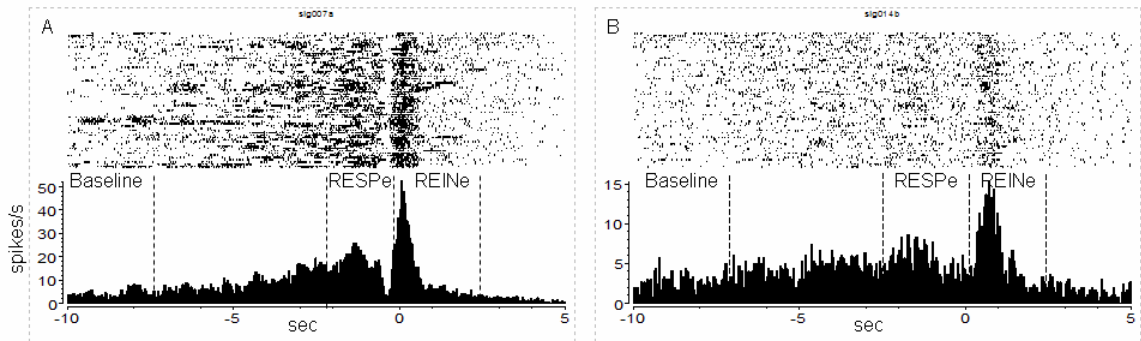 sig007a
A
Baseline RESPe REINe
50
40
30
20
10
0
spikes/s
-10 -5 0 5
sec
sig014b
B
Baseline RESPe REINe
15
10
5
0
-10 -5 0 5
sec